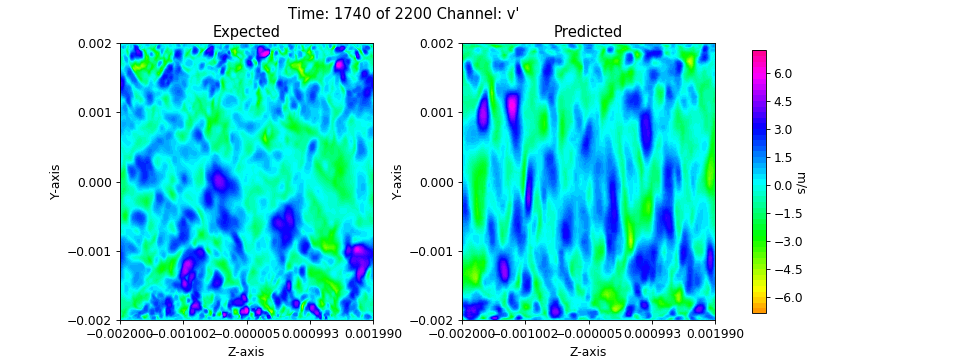 Time: 1740 of 2200 Channel: v'
Expected
Predicted
0.002
0.001
0.000
−0.001
−0.002
Y-axis
−0.002000 −0.001002 −0.000005 0.000993 0.001990
Z-axis
0.002
0.001
0.000
−0.001
−0.002
Y-axis
−0.002000 −0.001002 −0.000005 0.000993 0.001990
Z-axis
6.0
4.5
3.0
1.5
0.0
−1.5
−3.0
−4.5
−6.0
m/s